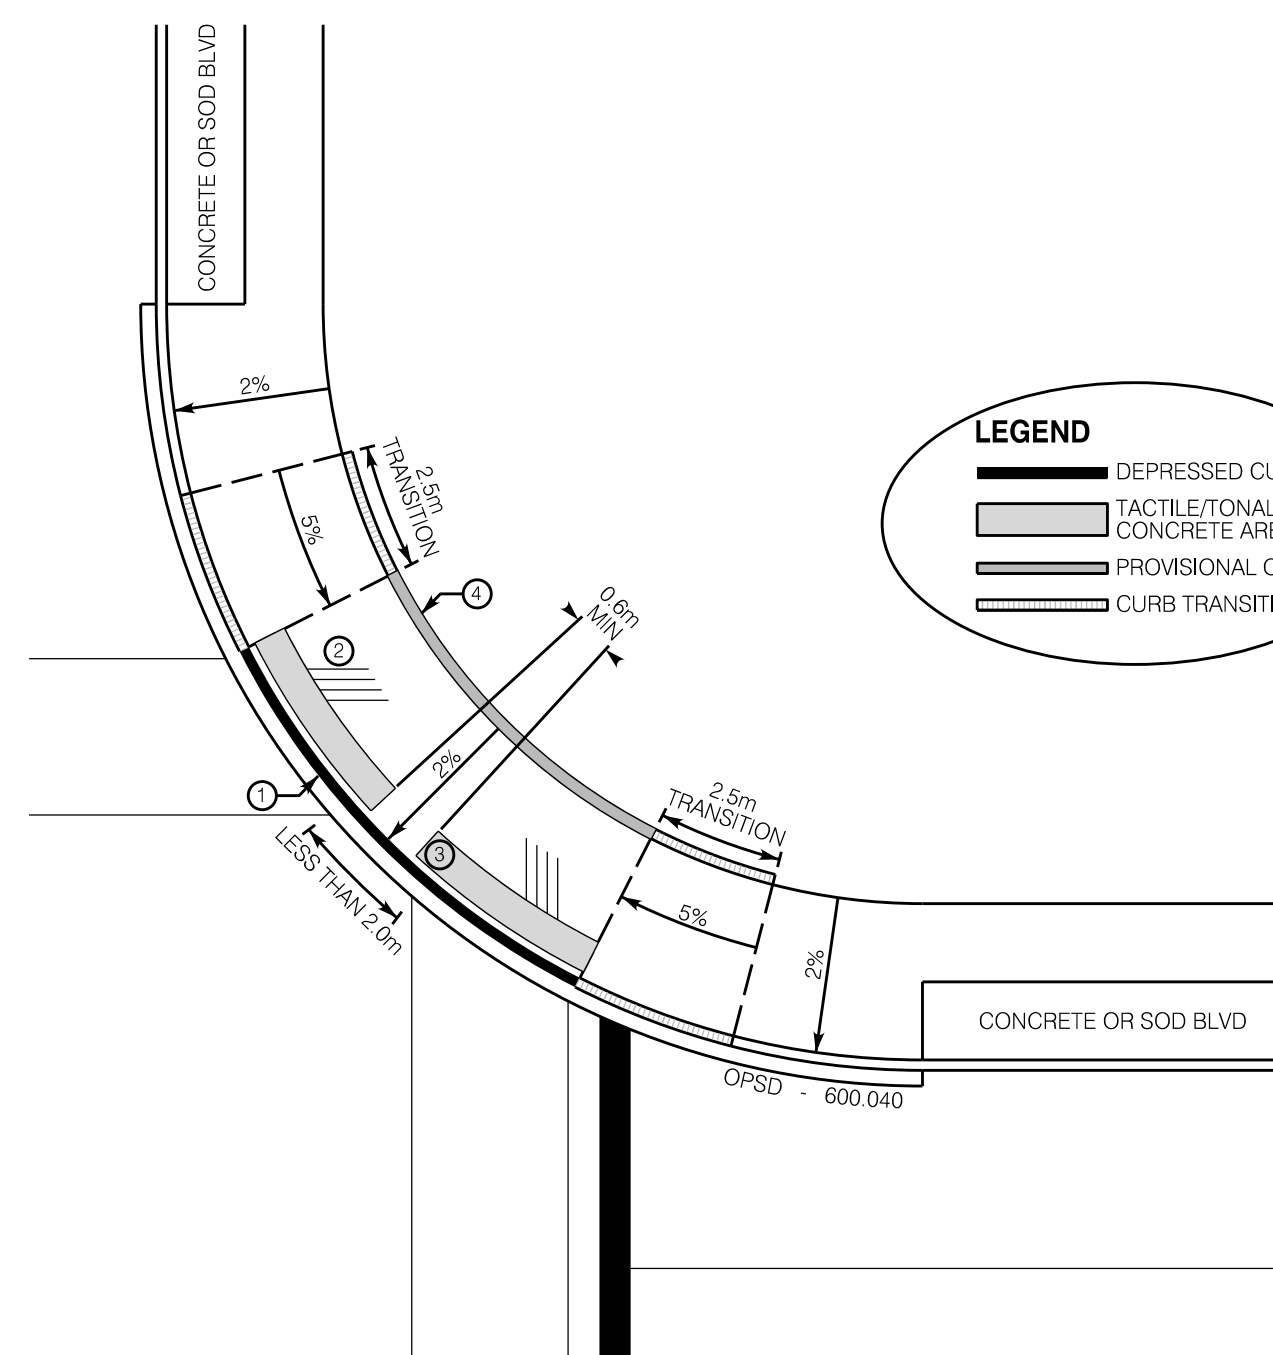 CONCRETE OR SOD BLVD
2%
2.5m
TRANSITION
5%
4
0.6m
MIN
2
2%
1
3
LESS THAN 2.0m
2.5m
TRANSITION
5%
2%
CONCRETE OR SOD BLVD
OPSD - 600.040
LEGEND
DEPRESSED CU
TACTILE/TONAL
CONCRETE ARE
PROVISIONAL C
CURB TRANSITI